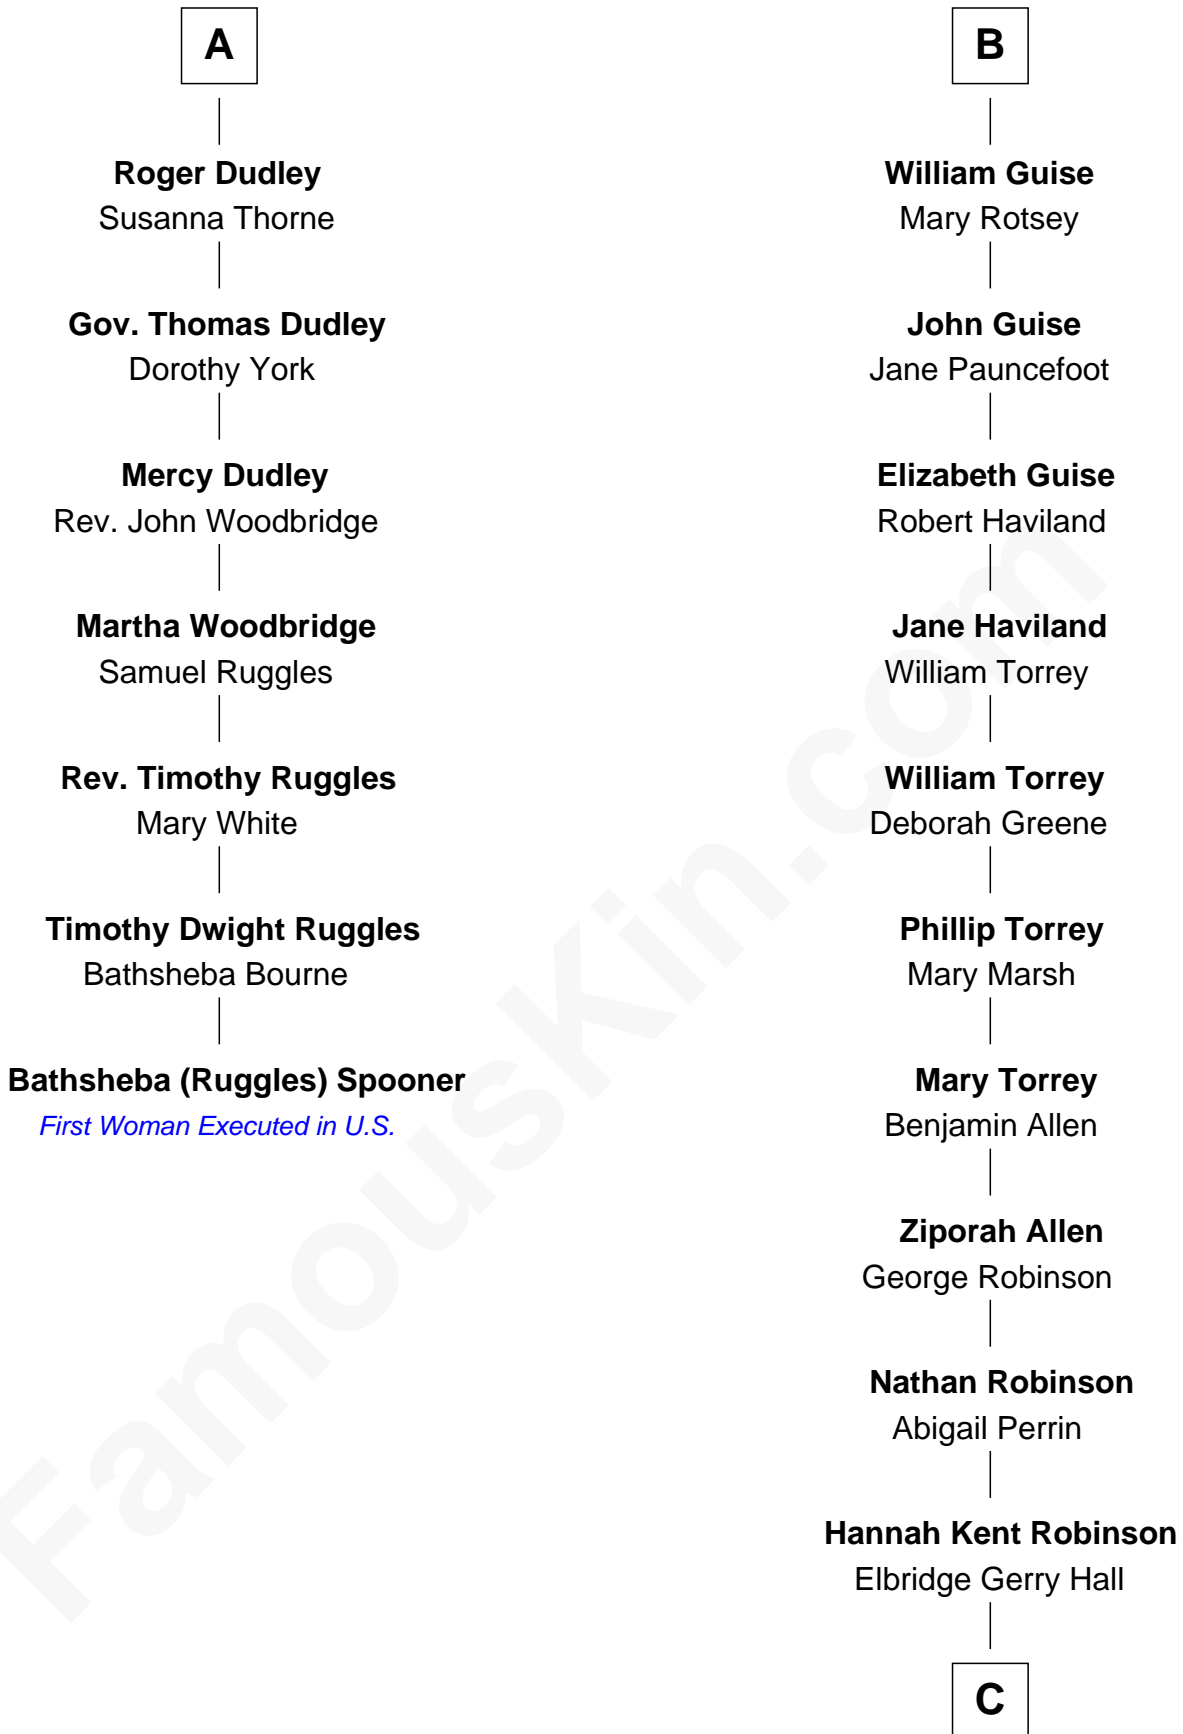 A
Roger Dudley
Susanna Thorne
Gov. Thomas Dudley
Dorothy York
Mercy Dudley
Rev. John Woodbridge
Martha Woodbridge
Samuel Ruggles
Rev. Timothy Ruggles
Mary White
Timothy Dwight Ruggles
Bathsheba Bourne
Bathsheba (Ruggles) Spooner
First Woman Executed in U.S.
B
William Guise
Mary Rotsey
John Guise
Jane Pauncefoot
Elizabeth Guise
Robert Haviland
Jane Haviland
William Torrey
William Torrey
Deborah Greene
Phillip Torrey
Mary Marsh
Mary Torrey
Benjamin Allen
Ziporah Allen
George Robinson
Nathan Robinson
Abigail Perrin
Hannah Kent Robinson
Elbridge Gerry Hall
C
FamousKin.com